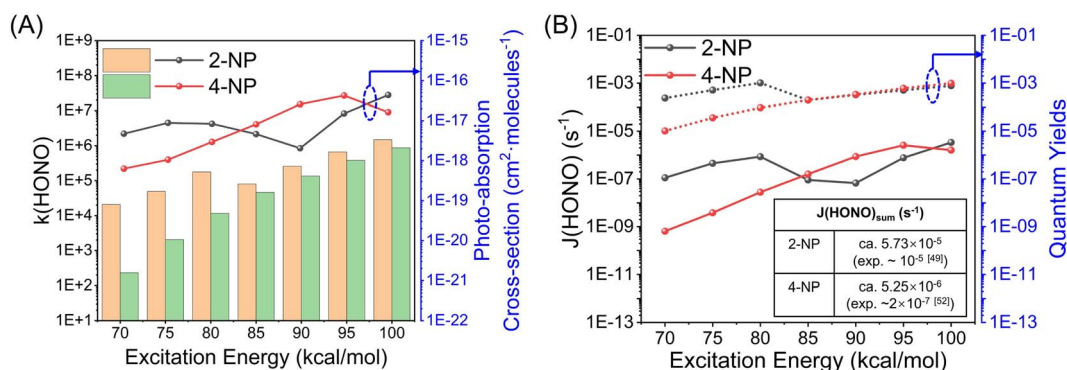 (A)
1E+9
1E+8
1E+7
1E+6
1E+5
1E+4
1E+3
1E+2
1E+1
k(HONO)
2-NP
4-NP
1E-15
1E-16
1E-17
1E-18
1E-19
1E-20
1E-21
1E-22
Photo-absorption
Cross-section (cm²·molecules⁻¹)
70 75 80 85 90 95 100
Excitation Energy (kcal/mol)
(B)
1E-01
1E-03
1E-05
1E-07
1E-09
1E-11
1E-13
J(HONO) (s⁻¹)
2-NP
4-NP
J(HONO)sum (s⁻¹)
2-NP ca. 5.73×10⁻⁵
(exp. ~ 10⁻⁵ [49])
4-NP ca. 5.25×10⁻⁶
(exp. ~2×10⁻⁷ [52])
1E-01
1E-03
1E-05
1E-07
1E-09
1E-11
1E-13
Quantum Yields
70 75 80 85 90 95 100
Excitation Energy (kcal/mol)